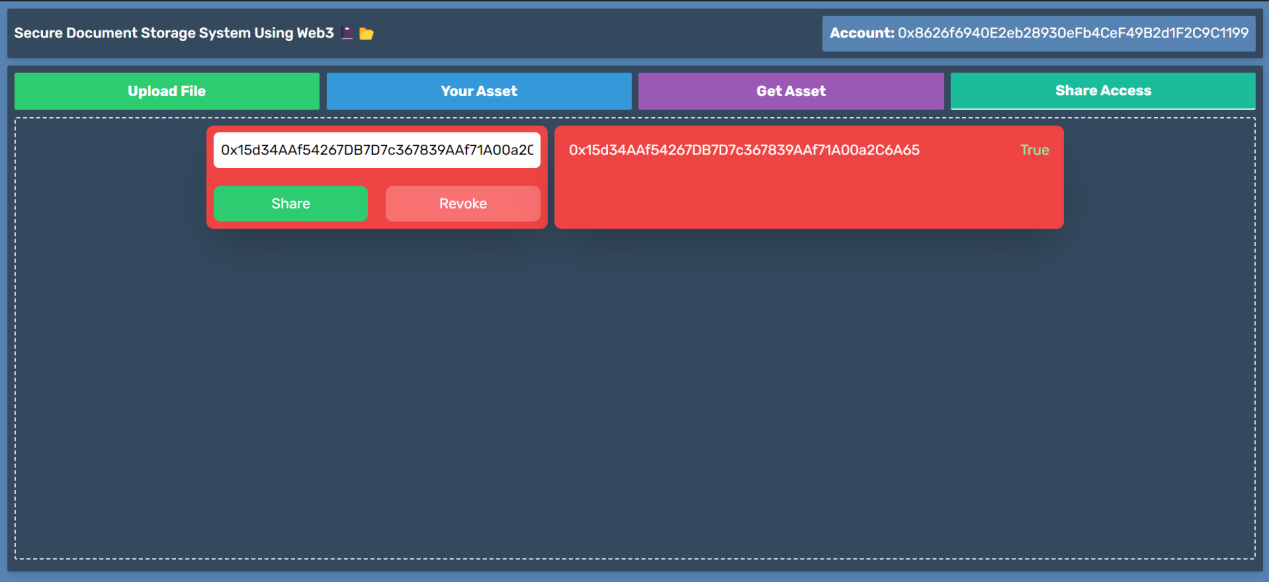 Secure Document Storage System Using Web3 📓 📂
Account: 0x8626f6940E2eb28930eFb4CeF49B2d1F2C9C1199
Upload File
Your Asset
Get Asset
Share Access
0x15d34AAf54267DB7D7c367839AAf71A00a2C
0x15d34AAf54267DB7D7c367839AAf71A00a2C6A65
True
Share
Revoke